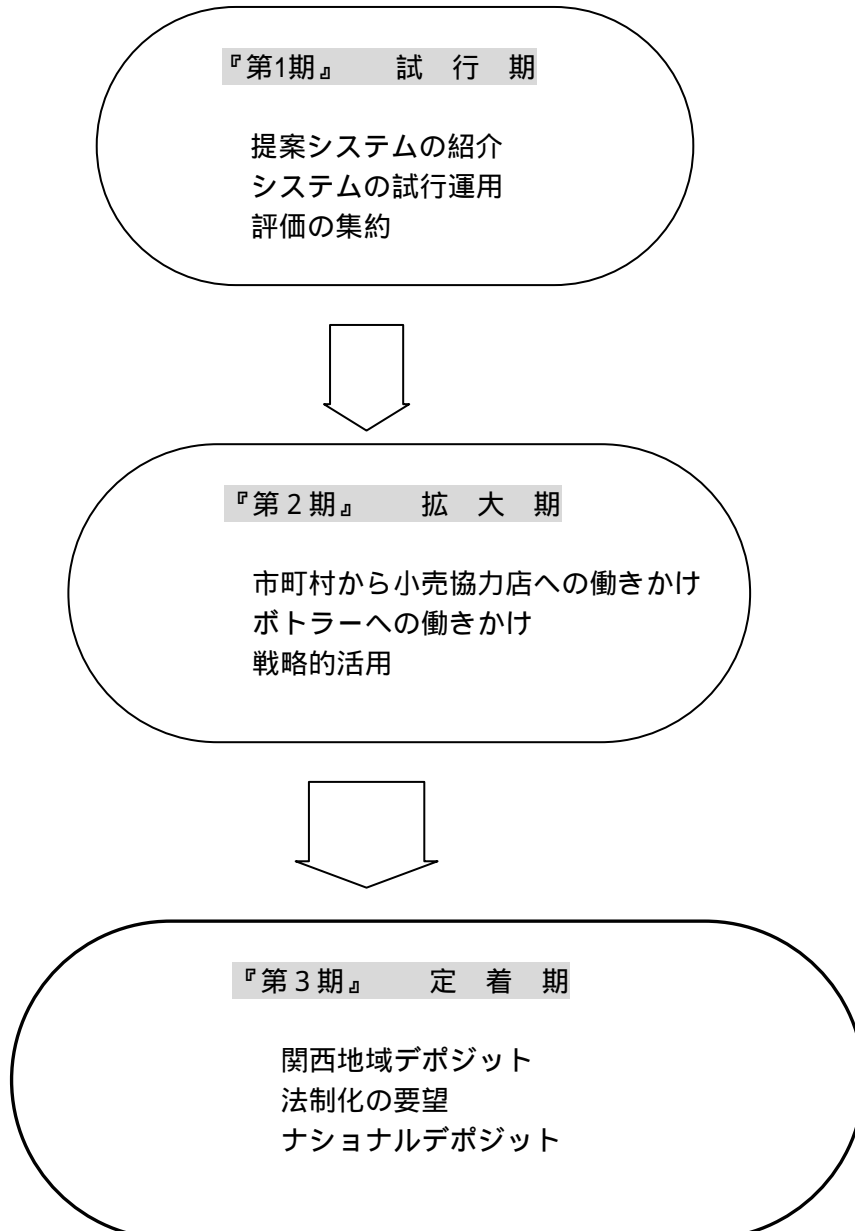 『第1期』　　試　行　期
提案システムの紹介
システムの試行運用
評価の集約
『第２期』　　拡　大　期
市町村から小売協力店への働きかけ
ボトラーへの働きかけ
戦略的活用
『第３期』　　定　着　期
関西地域デポジット
法制化の要望
ナショナルデポジット